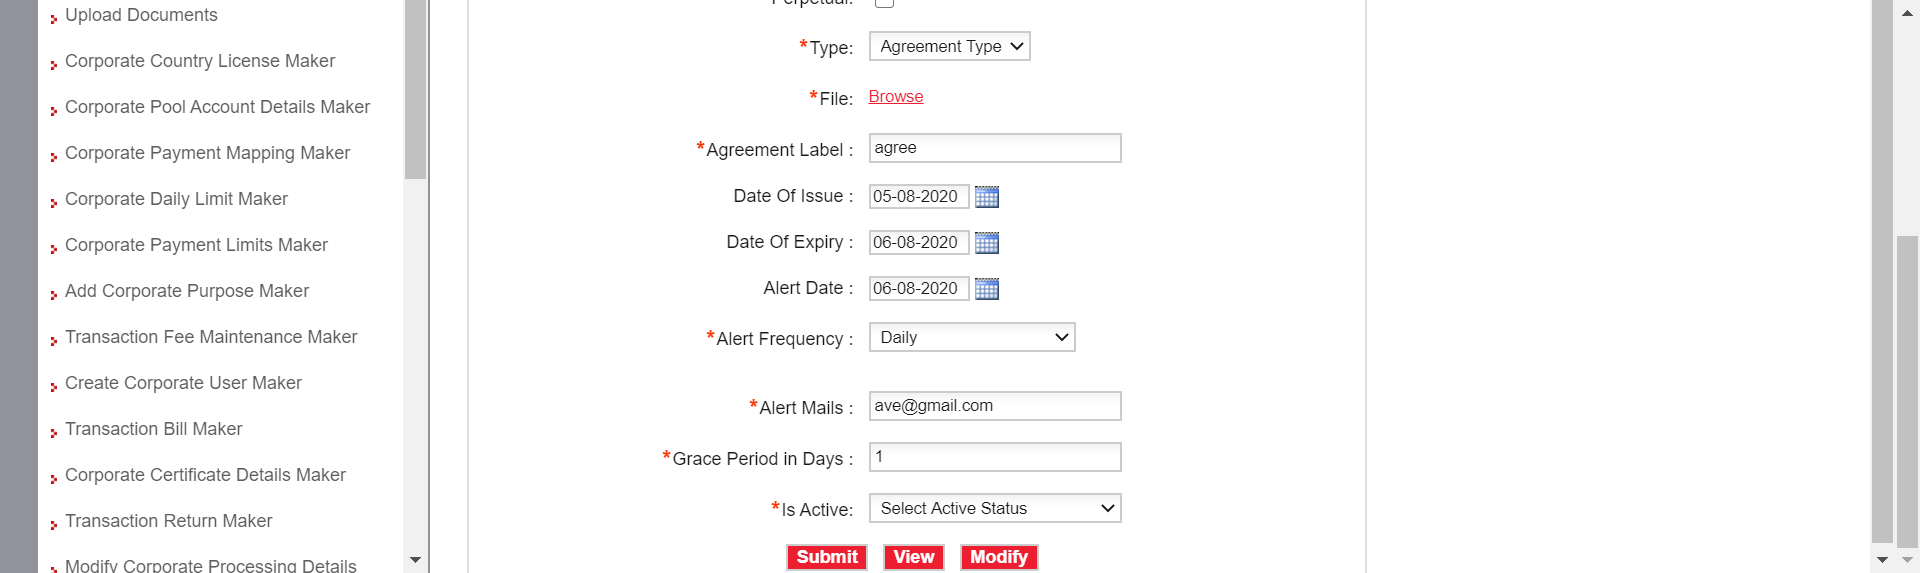 Upload Documents
Corporate Country License Maker
Corporate Pool Account Details Maker
Corporate Payment Mapping Maker
Corporate Daily Limit Maker
Corporate Payment Limits Maker
Add Corporate Purpose Maker
Transaction Fee Maintenance Maker
Create Corporate User Maker
Transaction Bill Maker
Corporate Certificate Details Maker
Transaction Return Maker
Modify Corporate Processing Details
Perpetual:
*Type: Agreement Type
*File: Browse
*Agreement Label : agree
Date Of Issue : 05-08-2020
Date Of Expiry : 06-08-2020
Alert Date : 06-08-2020
*Alert Frequency : Daily
*Alert Mails : ave@gmail.com
*Grace Period in Days : 1
*Is Active: Select Active Status
Submit View Modify